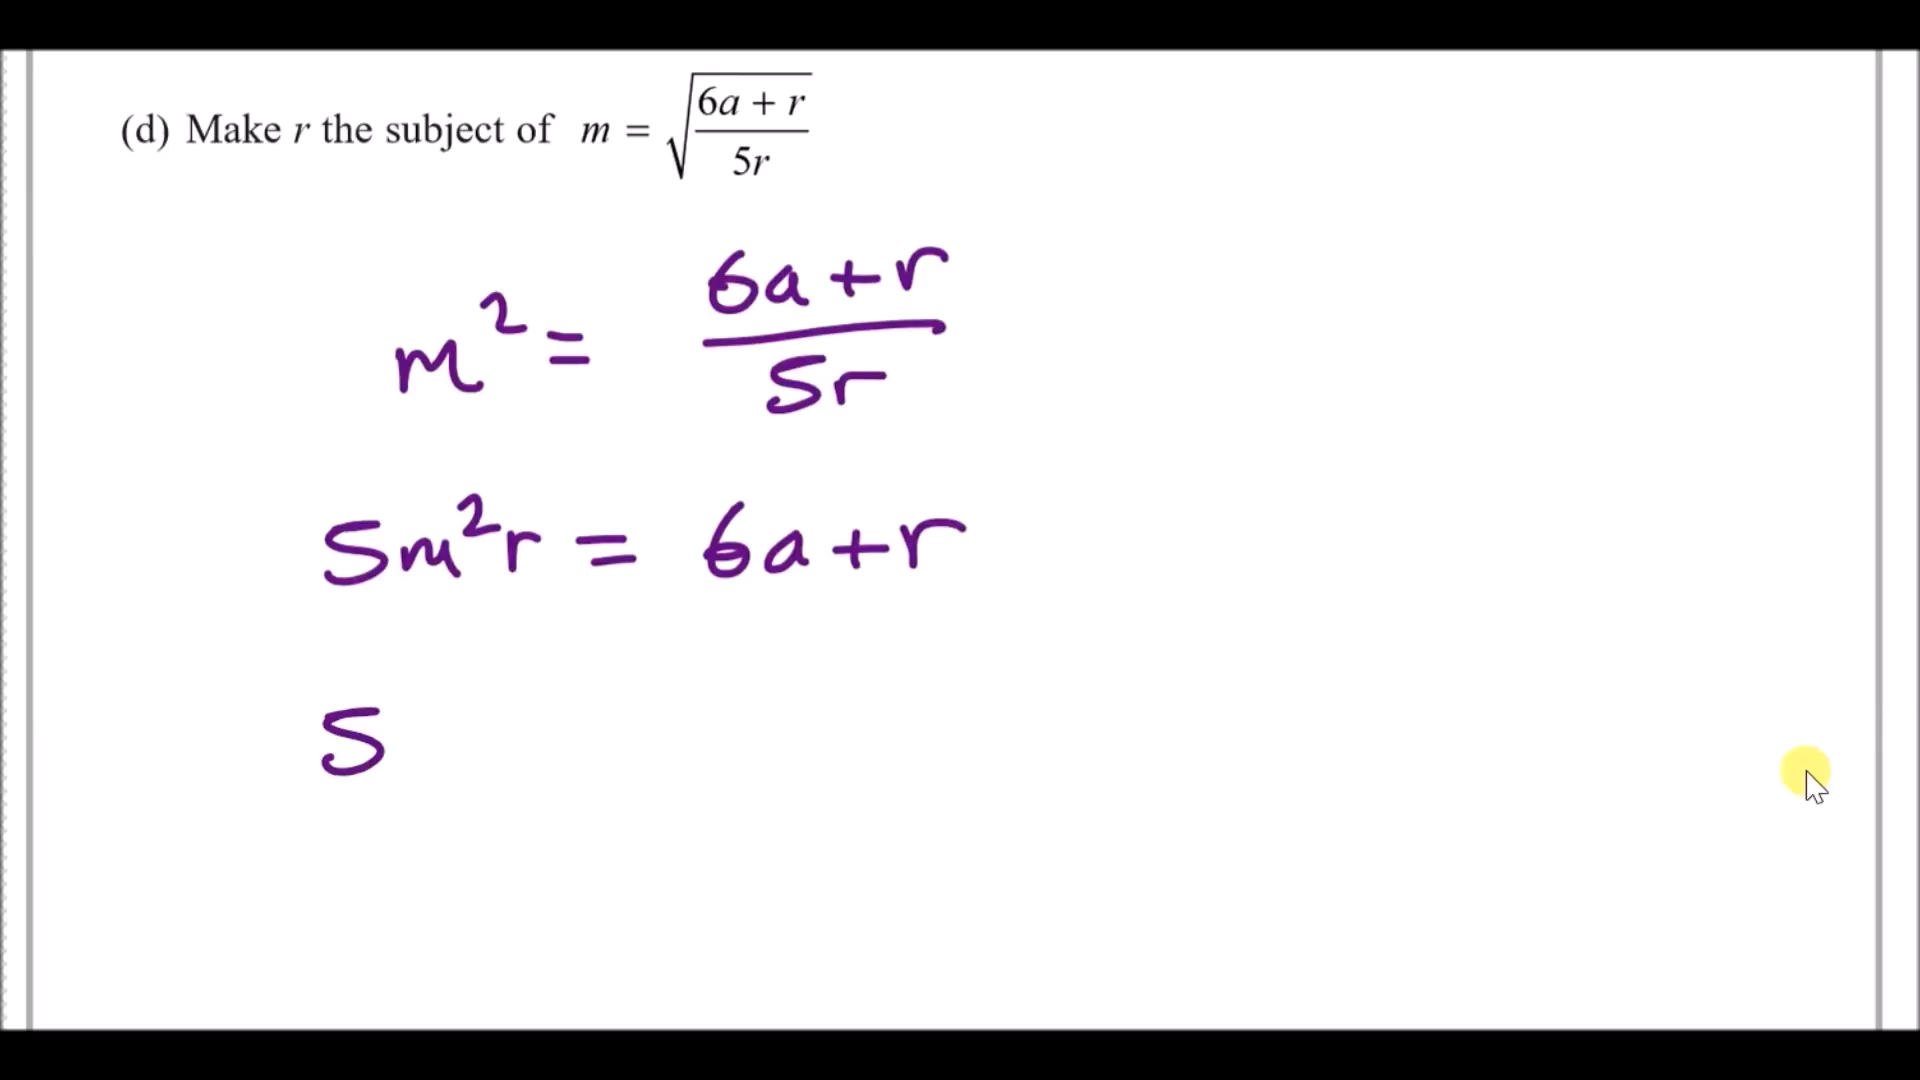 (d) Make r the subject of m = √((6a + r)/(5r))
m² = (6a + r)/(5r)
5m²r = 6a + r
5